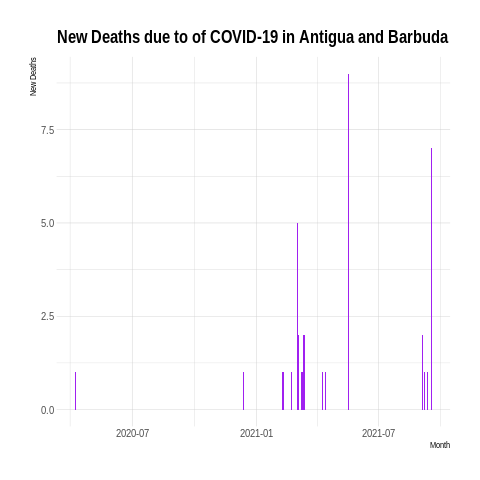 New Deaths due to of COVID-19 in Antigua and Barbuda
New Deaths
7.5
5.0
2.5
0.0
2020-07 2021-01 2021-07
Month